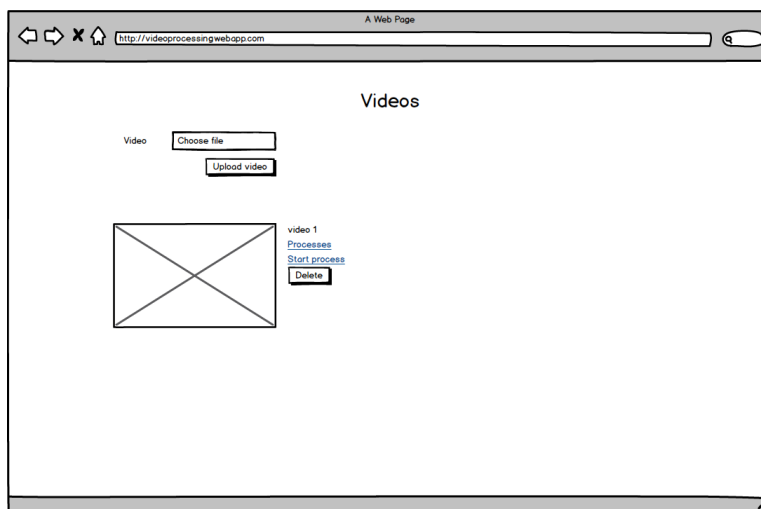 A Web Page
http://videoprocessingwebapp.com
Videos
Video
Choose file
Upload video
video 1
Processes
Start process
Delete